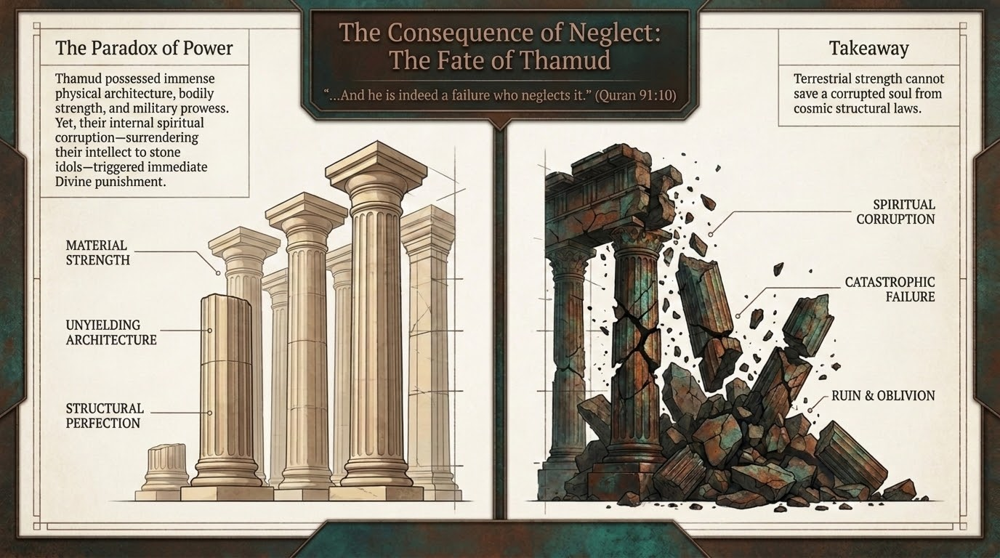 The Consequence of Neglect:
The Fate of Thamud
“...And he is indeed a failure who neglects it.” (Quran 91:10)
The Paradox of Power
Thamud possessed immense
physical architecture, bodily
strength, and military prowess.
Yet, their internal spiritual
corruption—surrendering
their intellect to stone
idols—triggered immediate
Divine punishment.
MATERIAL
STRENGTH
UNYIELDING
ARCHITECTURE
STRUCTURAL
PERFECTION
Takeaway
Terrestrial strength cannot
save a corrupted soul from
cosmic structural laws.
SPIRITUAL
CORRUPTION
CATASTROPHIC
FAILURE
RUIN & OBLIVION